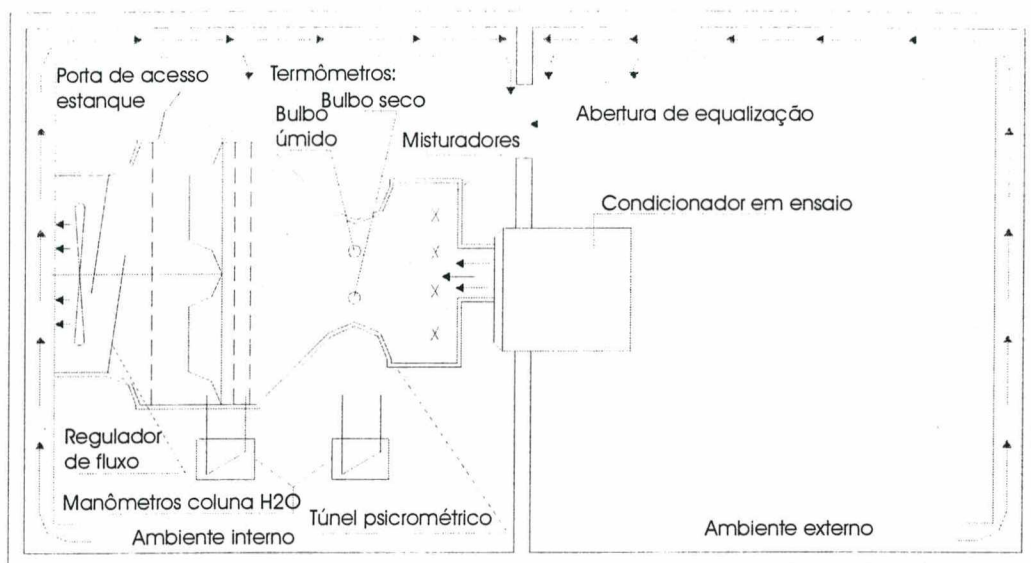 Porta de acesso
estanque
Termômetros:
Bulbo seco
Bulbo
úmido
Misturadores
Abertura de equalização
Condicionador em ensaio
X
X
X
X
Regulador
de fluxo
Manômetros coluna H2O
Túnel psicrométrico
Ambiente interno
Ambiente externo